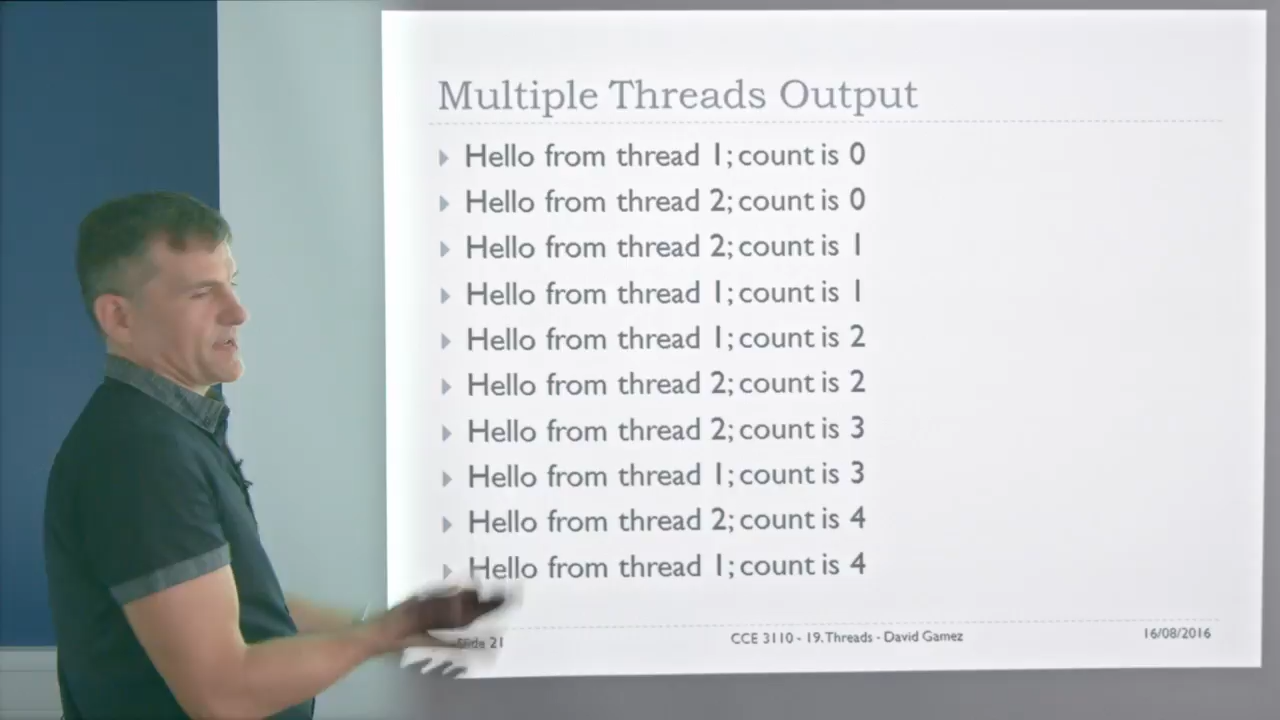 Multiple Threads Output
Hello from thread 1; count is 0
Hello from thread 2; count is 0
Hello from thread 2; count is 1
Hello from thread 1; count is 1
Hello from thread 1; count is 2
Hello from thread 2; count is 2
Hello from thread 2; count is 3
Hello from thread 1; count is 3
Hello from thread 2; count is 4
Hello from thread 1; count is 4
Slide 21
CCE 3110 - 19.Threads - David Gamez
16/08/2016